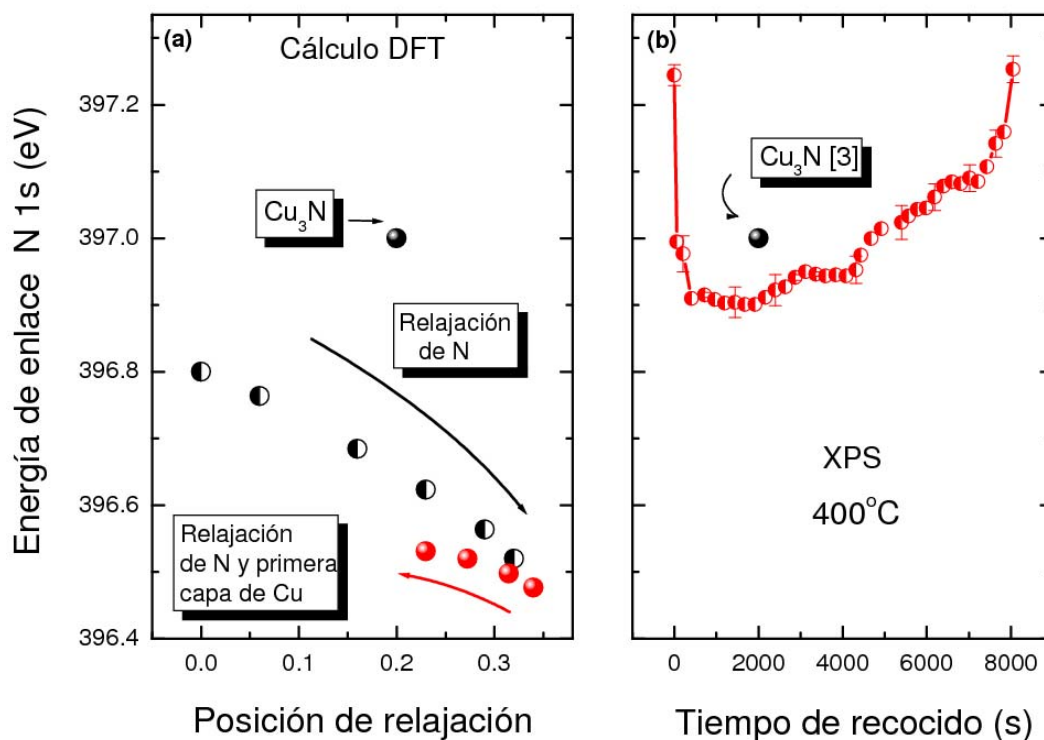 Energía de enlace N 1s (eV)
397.2
397.0
396.8
396.6
396.4
(a)
Cálculo DFT
Cu₃N
Relajación
de N
Relajación
de N y primera
capa de Cu
0.0 0.1 0.2 0.3
Posición de relajación
(b)
Cu₃N [3]
XPS
400°C
0 2000 4000 6000 8000
Tiempo de recocido (s)